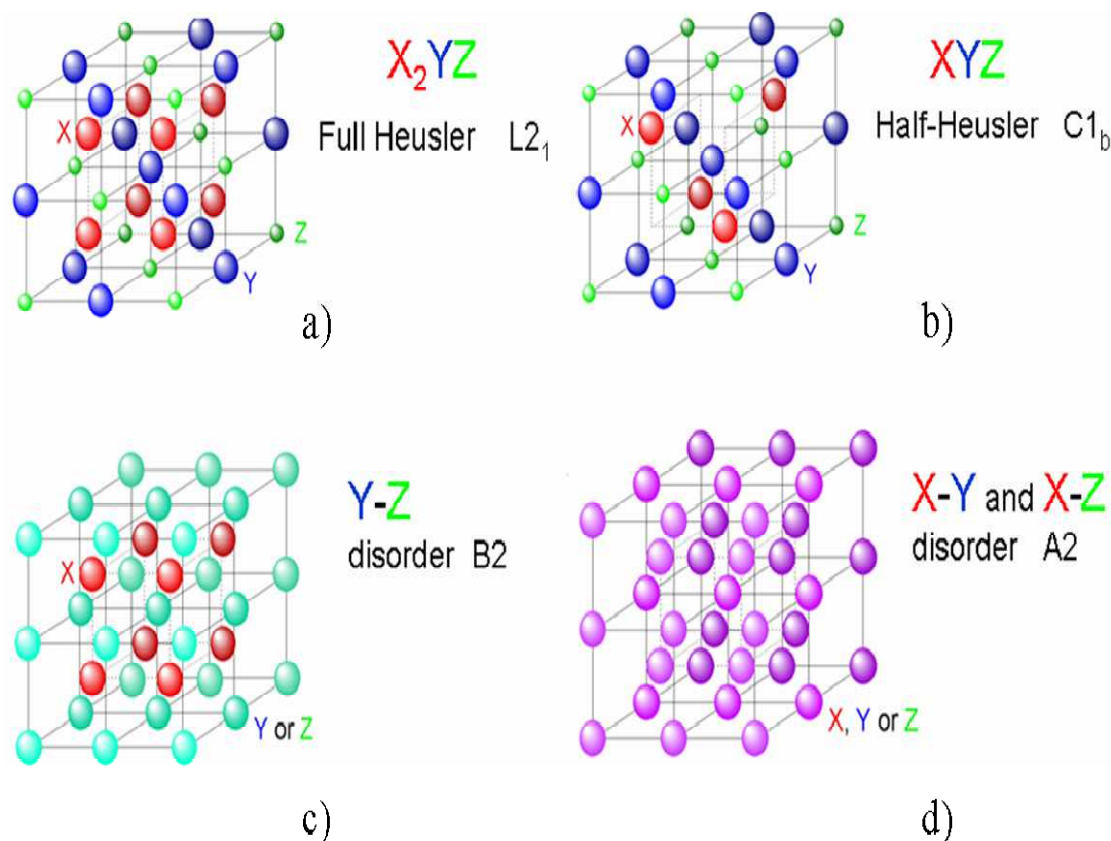 X₂YZ
Full Heusler L2₁
X
Z
Y
a)
XYZ
Half-Heusler C1b
X
Z
Y
b)
Y-Z
disorder B2
X
Y or Z
c)
X-Y and X-Z
disorder A2
X, Y or Z
d)